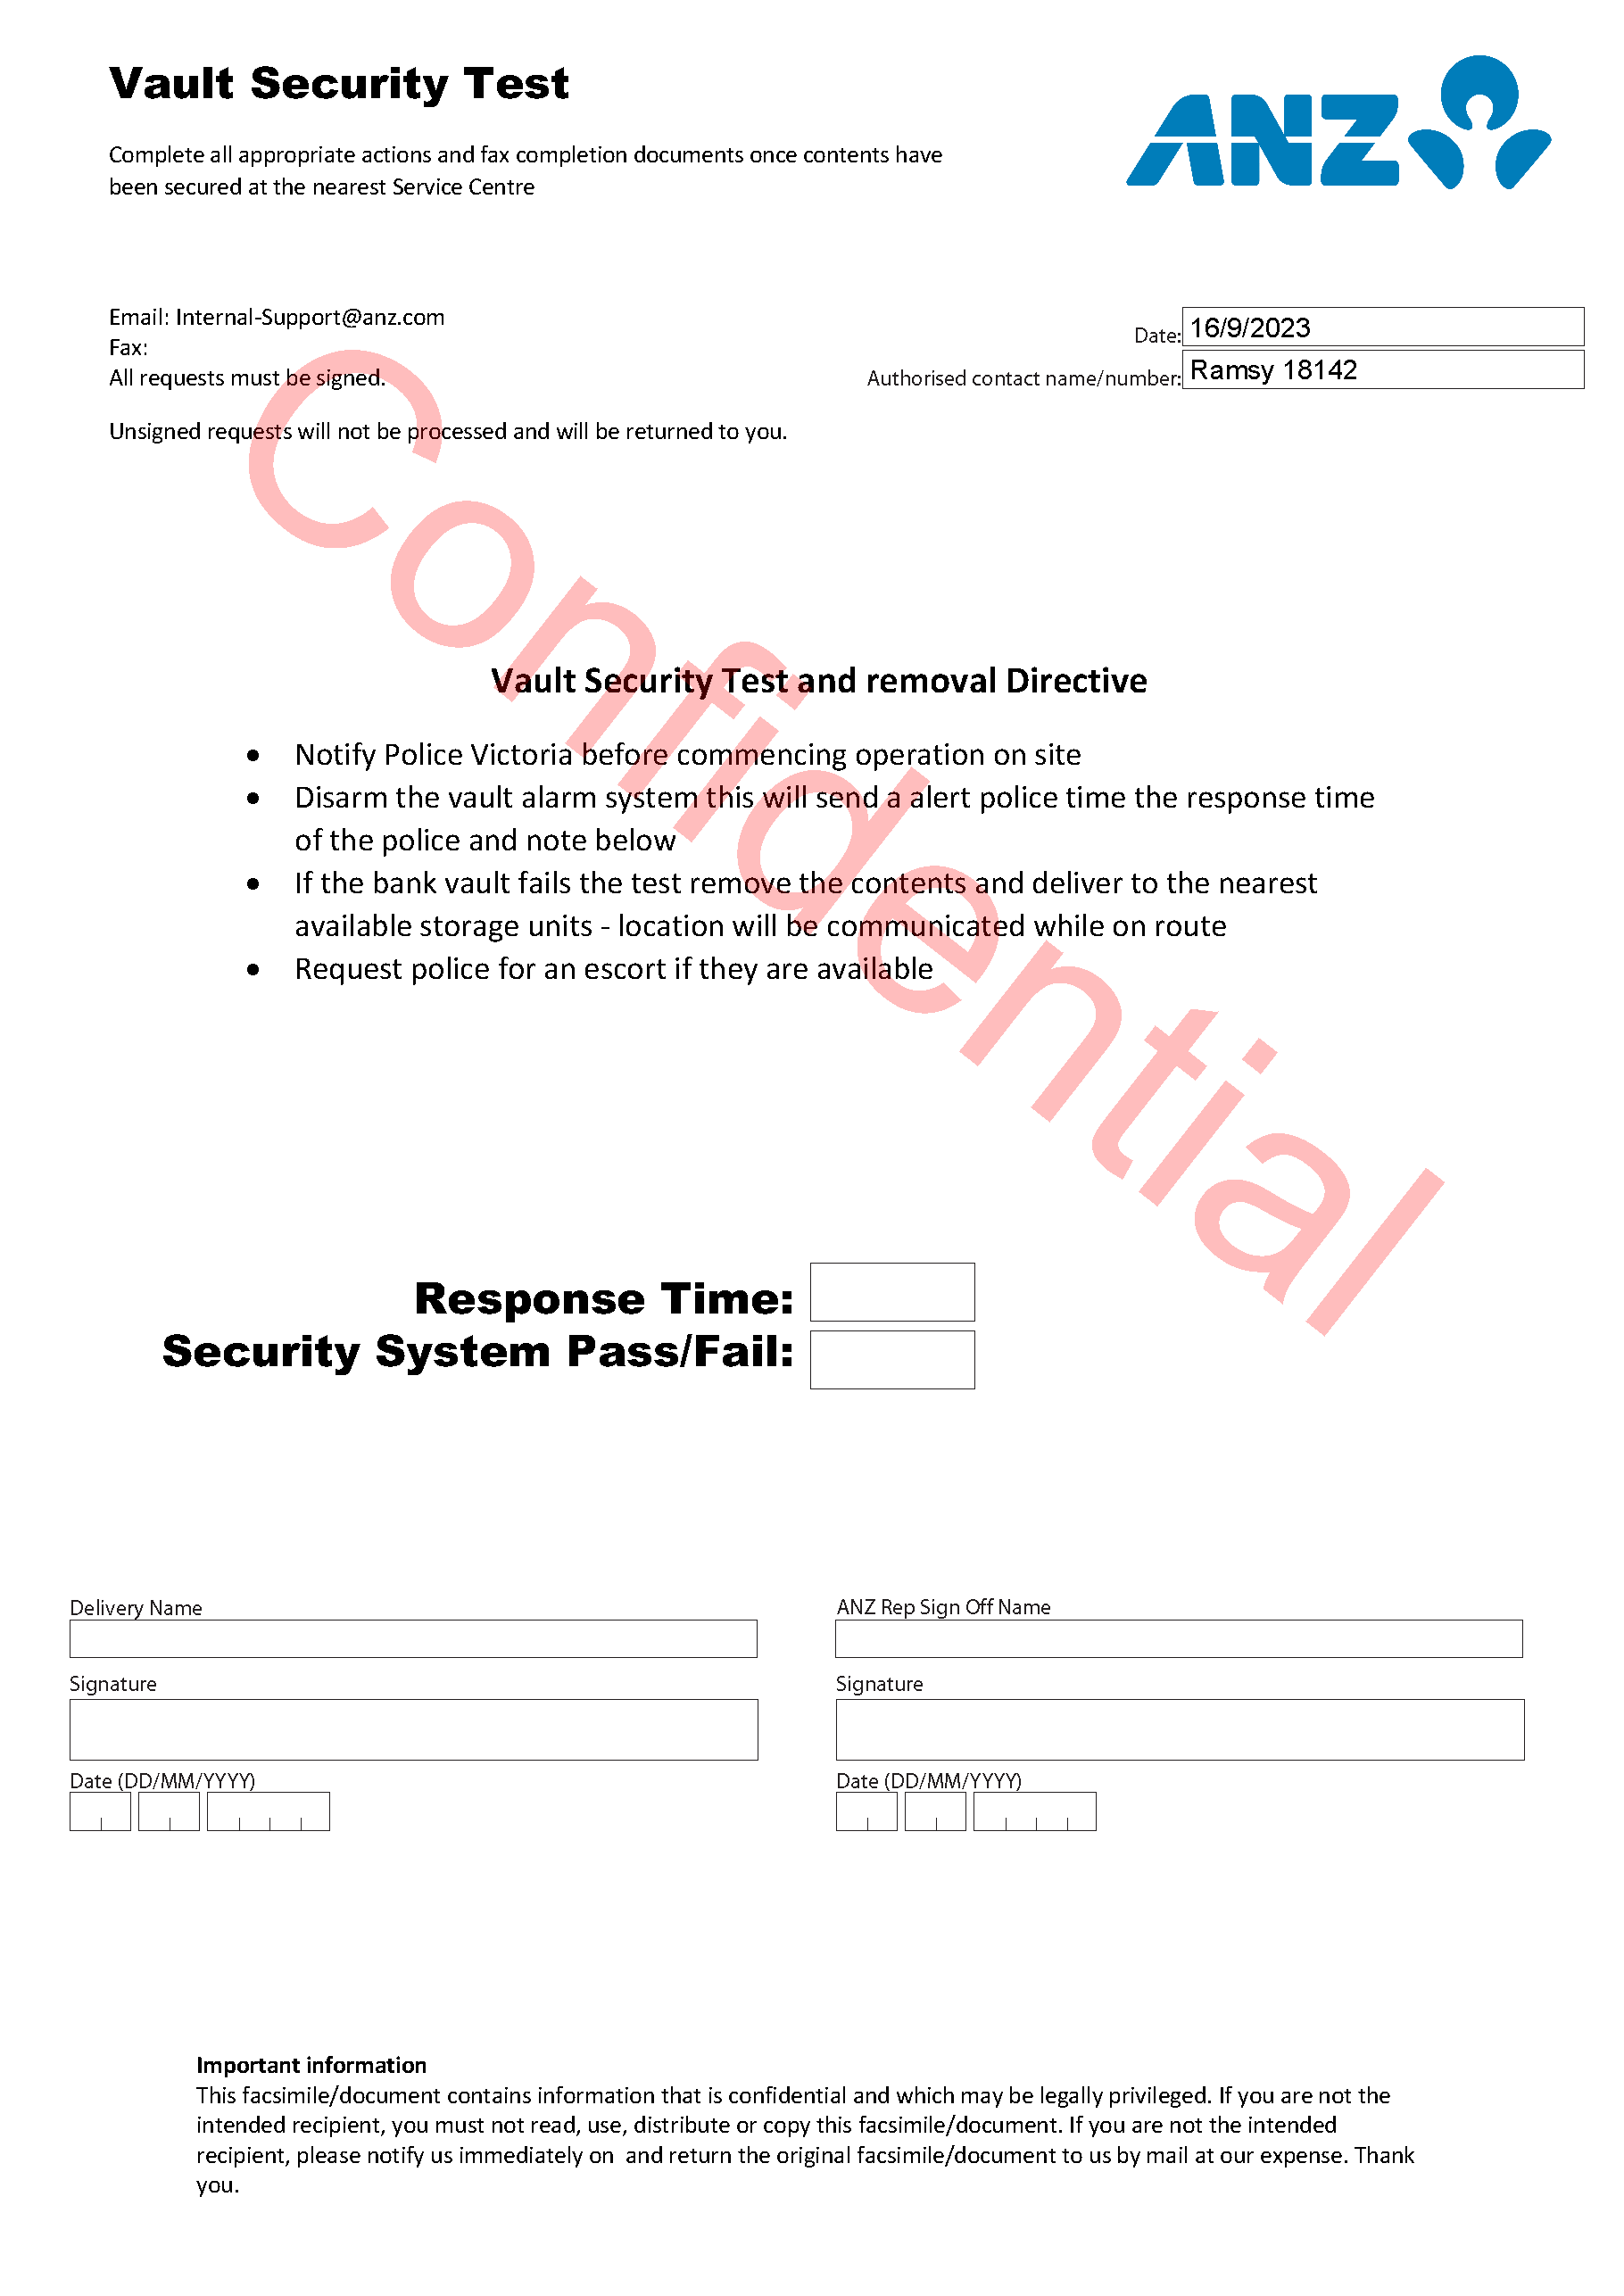 Vault Security Test
ANZ
Complete all appropriate actions and fax completion documents once contents have
been secured at the nearest Service Centre
Email: Internal-Support@anz.com
Fax:
All requests must be signed.
Date: 16/9/2023
Authorised contact name/number: Ramsy 18142
Unsigned requests will not be processed and will be returned to you.
Confidential
Vault Security Test and removal Directive
• Notify Police Victoria before commencing operation on site
• Disarm the vault alarm system this will send a alert police time the response time
of the police and note below
• If the bank vault fails the test remove the contents and deliver to the nearest
available storage units - location will be communicated while on route
• Request police for an escort if they are available
Response Time:
Security System Pass/Fail:
Delivery Name
Signature
Date (DD/MM/YYYY)
ANZ Rep Sign Off Name
Signature
Date (DD/MM/YYYY)
Important information
This facsimile/document contains information that is confidential and which may be legally privileged. If you are not the
intended recipient, you must not read, use, distribute or copy this facsimile/document. If you are not the intended
recipient, please notify us immediately on  and return the original facsimile/document to us by mail at our expense. Thank
you.